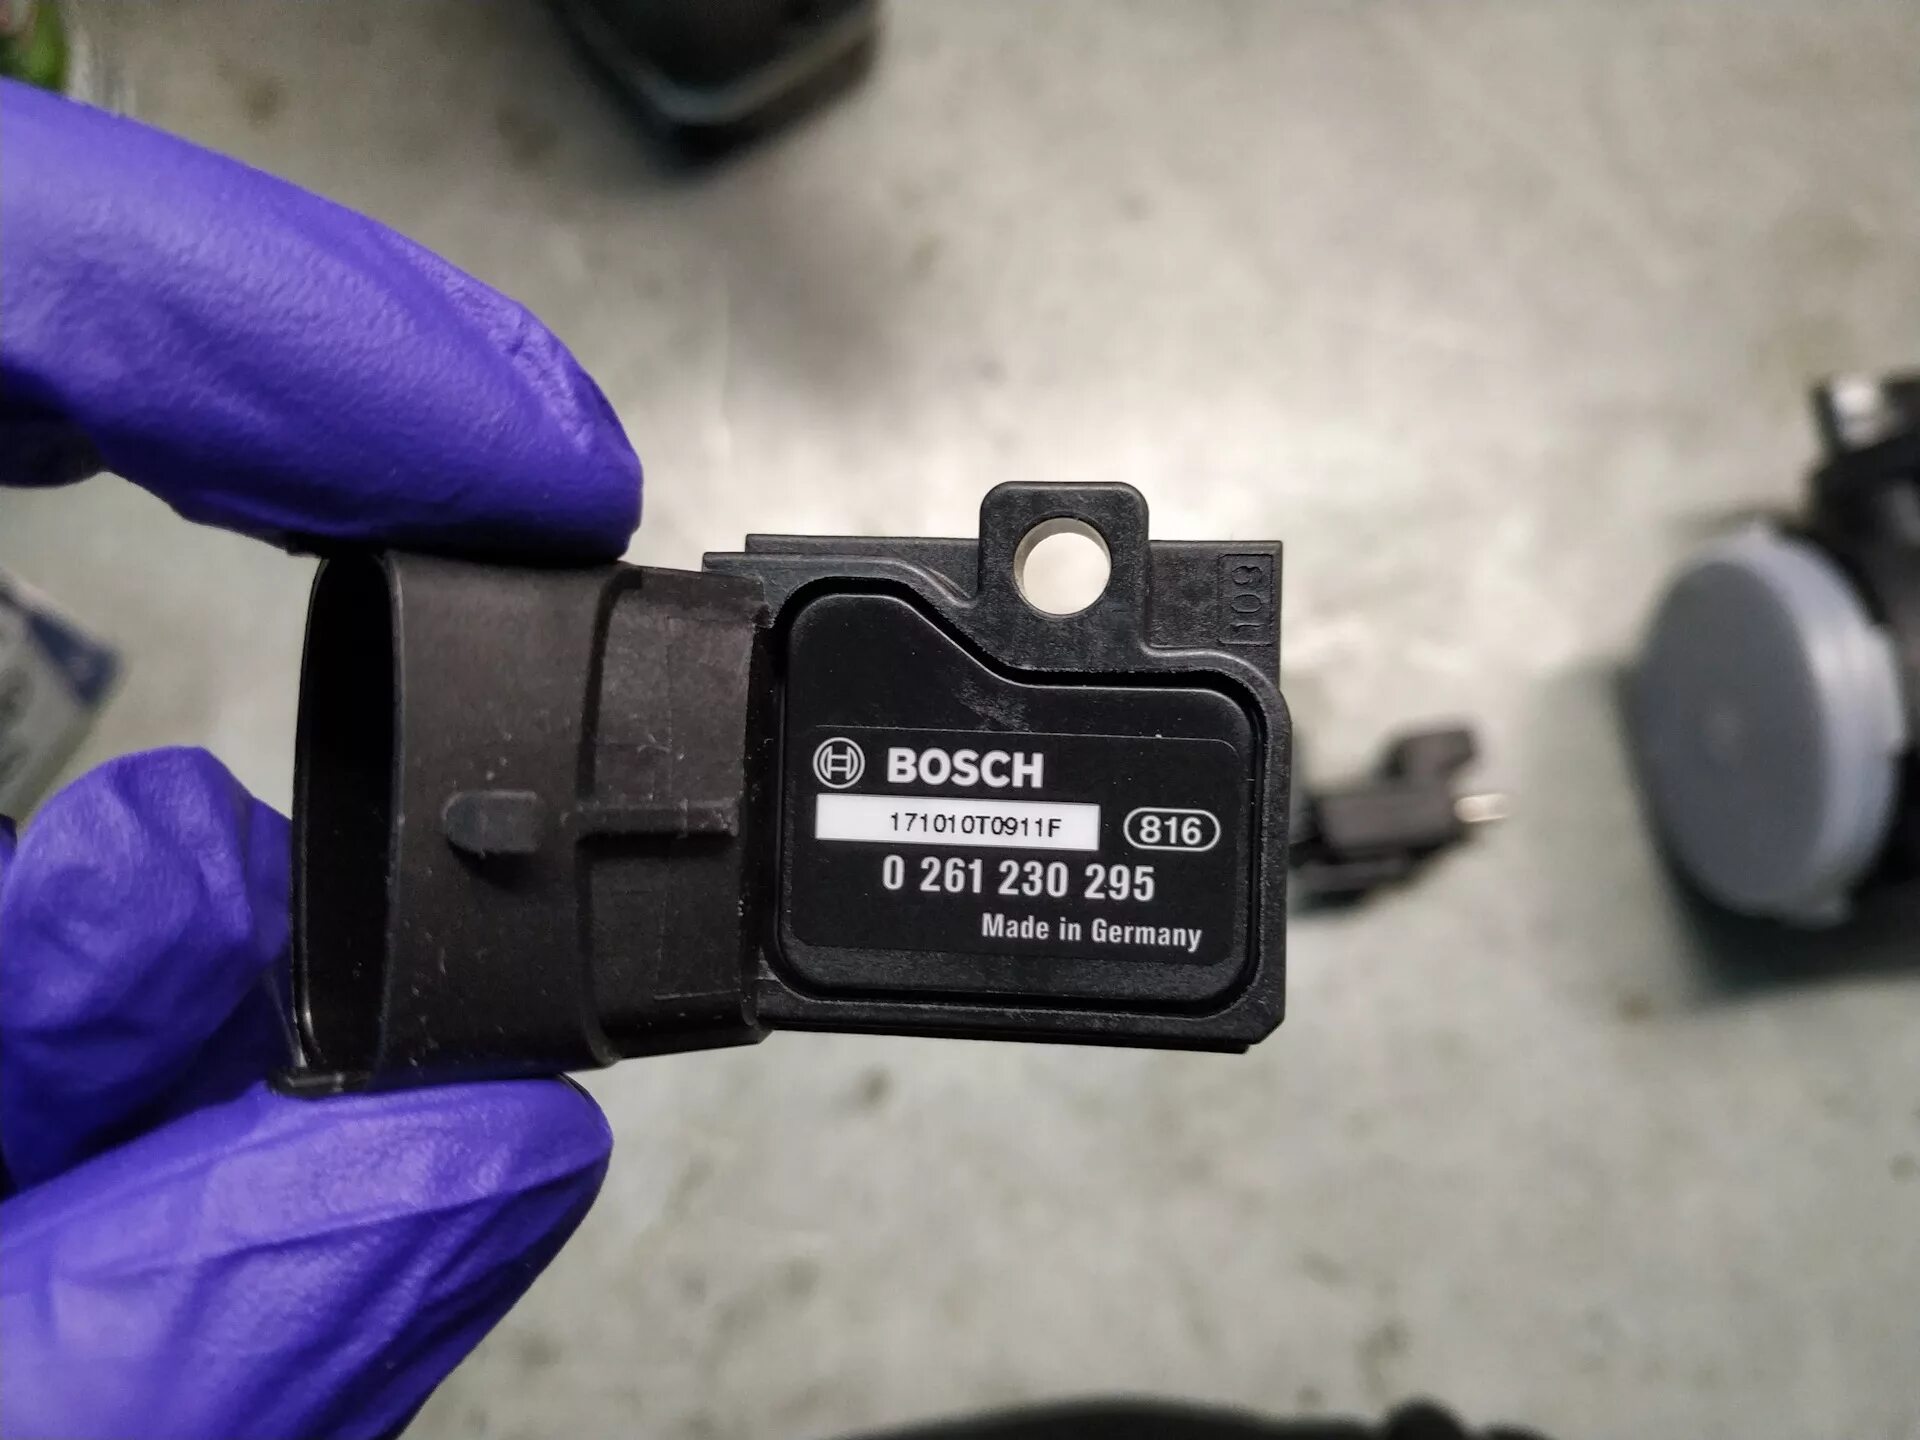 109
BOSCH
171010T0911F
816
0 261 230 295
Made in Germany